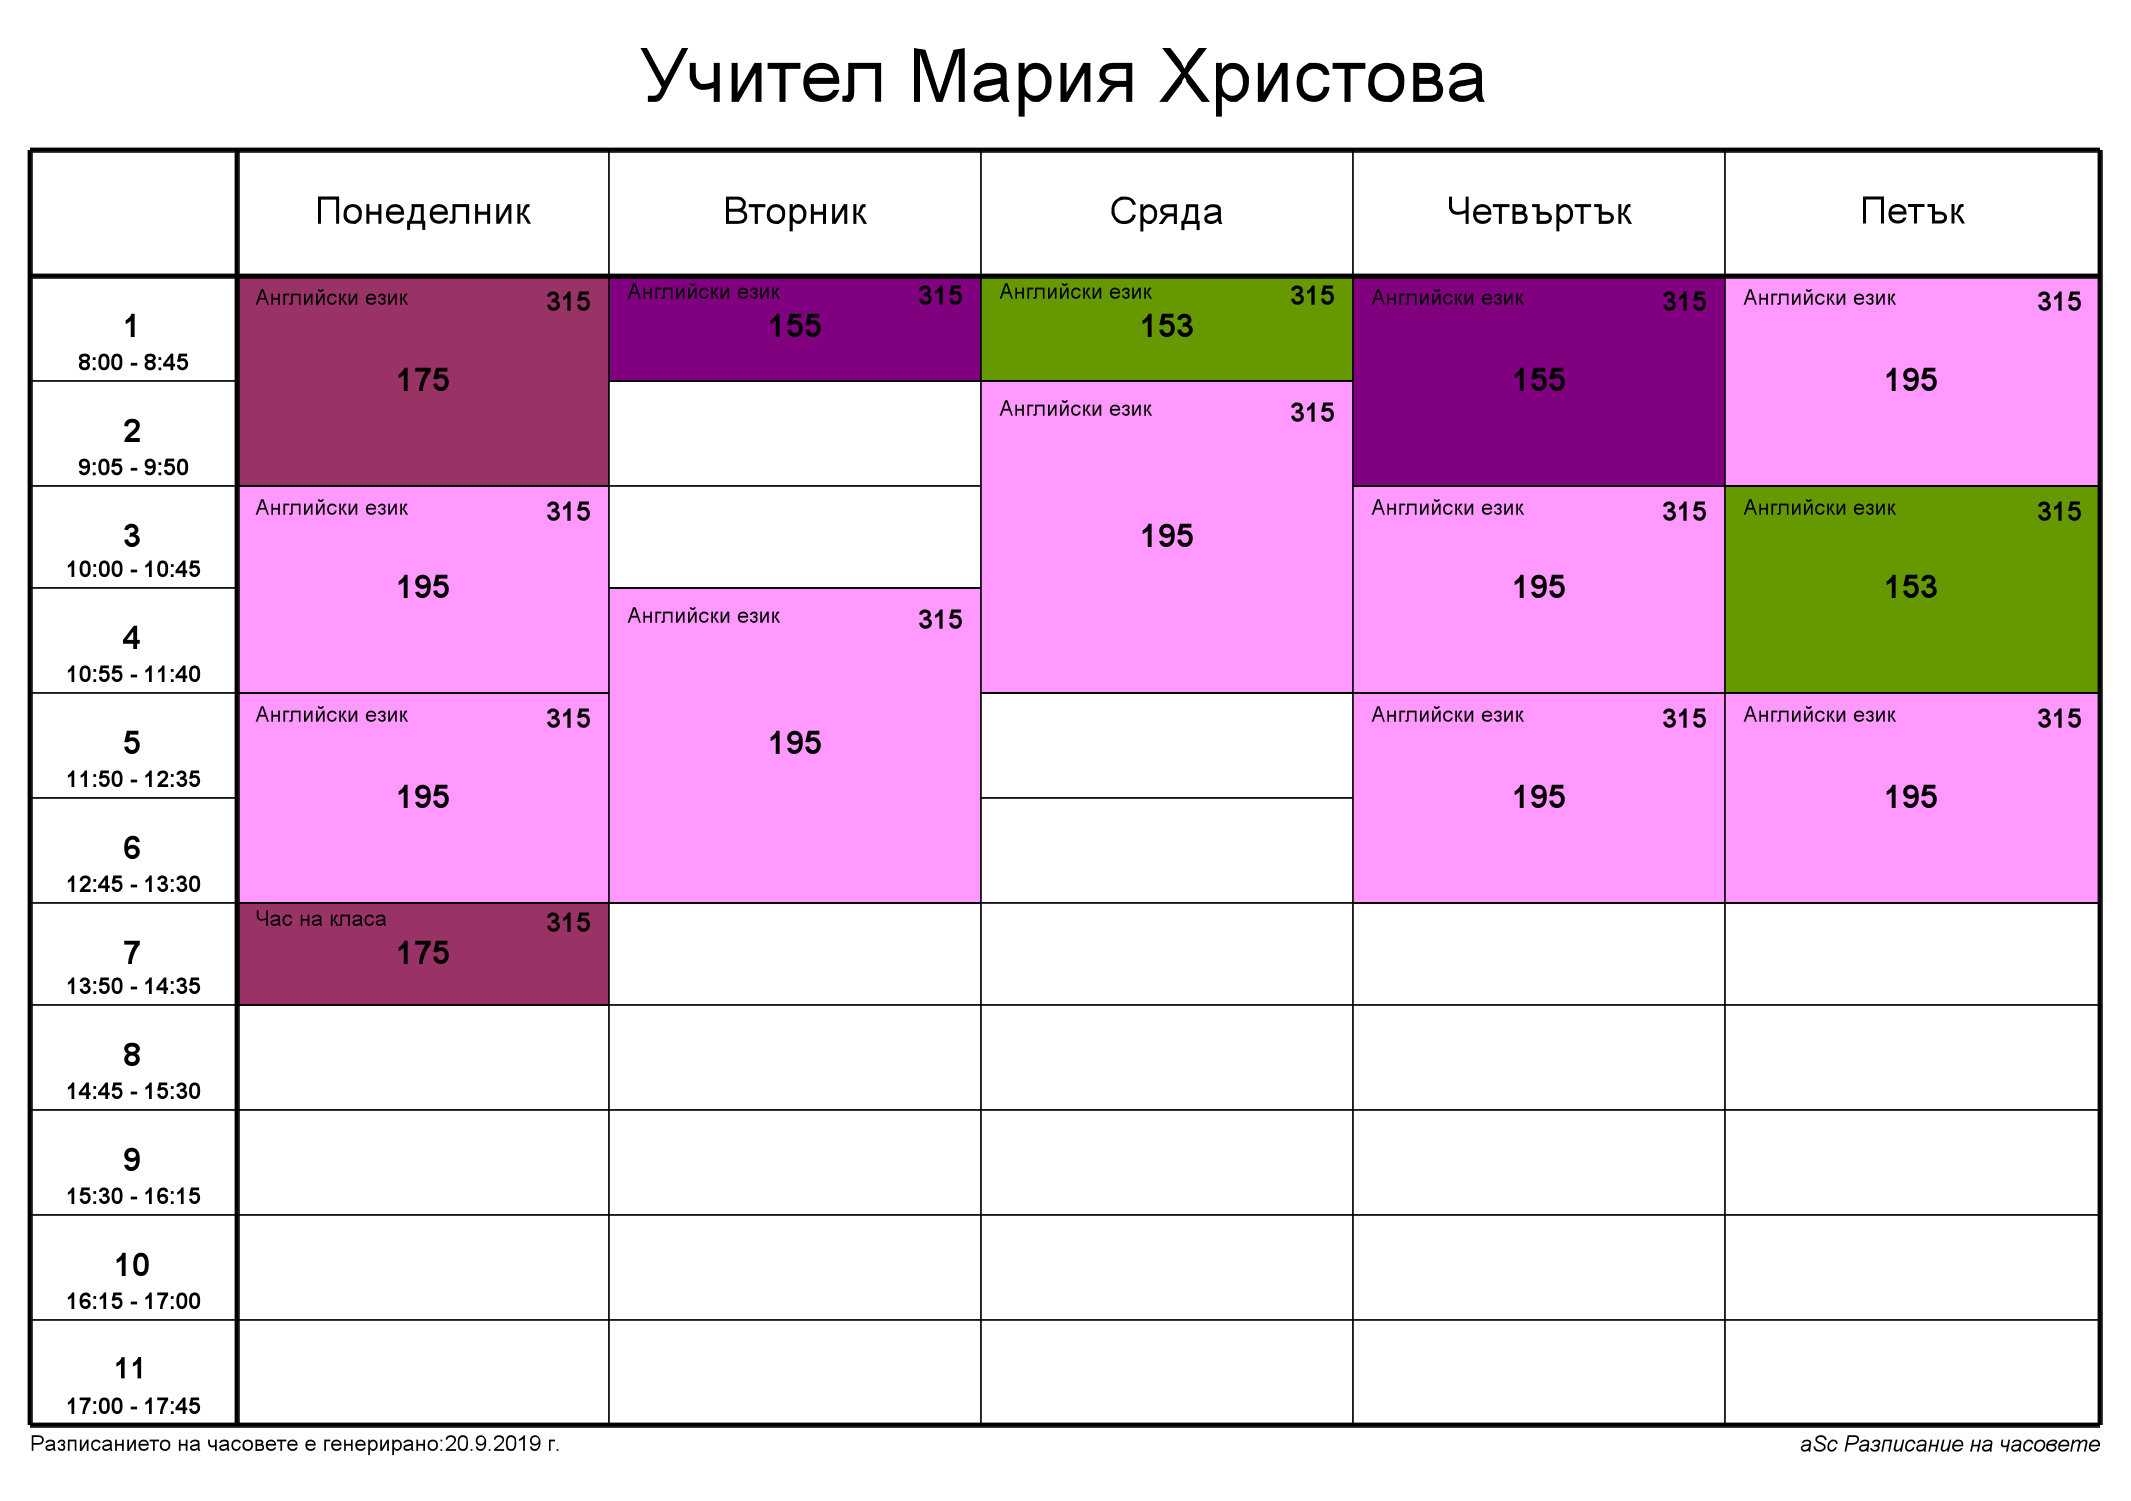 Учител Мария Христова
Понеделник Вторник Сряда Четвъртък Петък
1
8:00 - 8:45
Английски език 315
175
Английски език 315
155
Английски език 315
153
Английски език 315
155
Английски език 315
195
2
9:05 - 9:50
Английски език 315
195
3
10:00 - 10:45
Английски език 315
195
Английски език 315
195
Английски език 315
153
4
10:55 - 11:40
Английски език 315
195
5
11:50 - 12:35
Английски език 315
195
Английски език 315
195
Английски език 315
195
6
12:45 - 13:30
7
13:50 - 14:35
Час на класа 315
175
8
14:45 - 15:30
9
15:30 - 16:15
10
16:15 - 17:00
11
17:00 - 17:45
Разписанието на часовете е генерирано:20.9.2019 г.
aSc Разписание на часовете